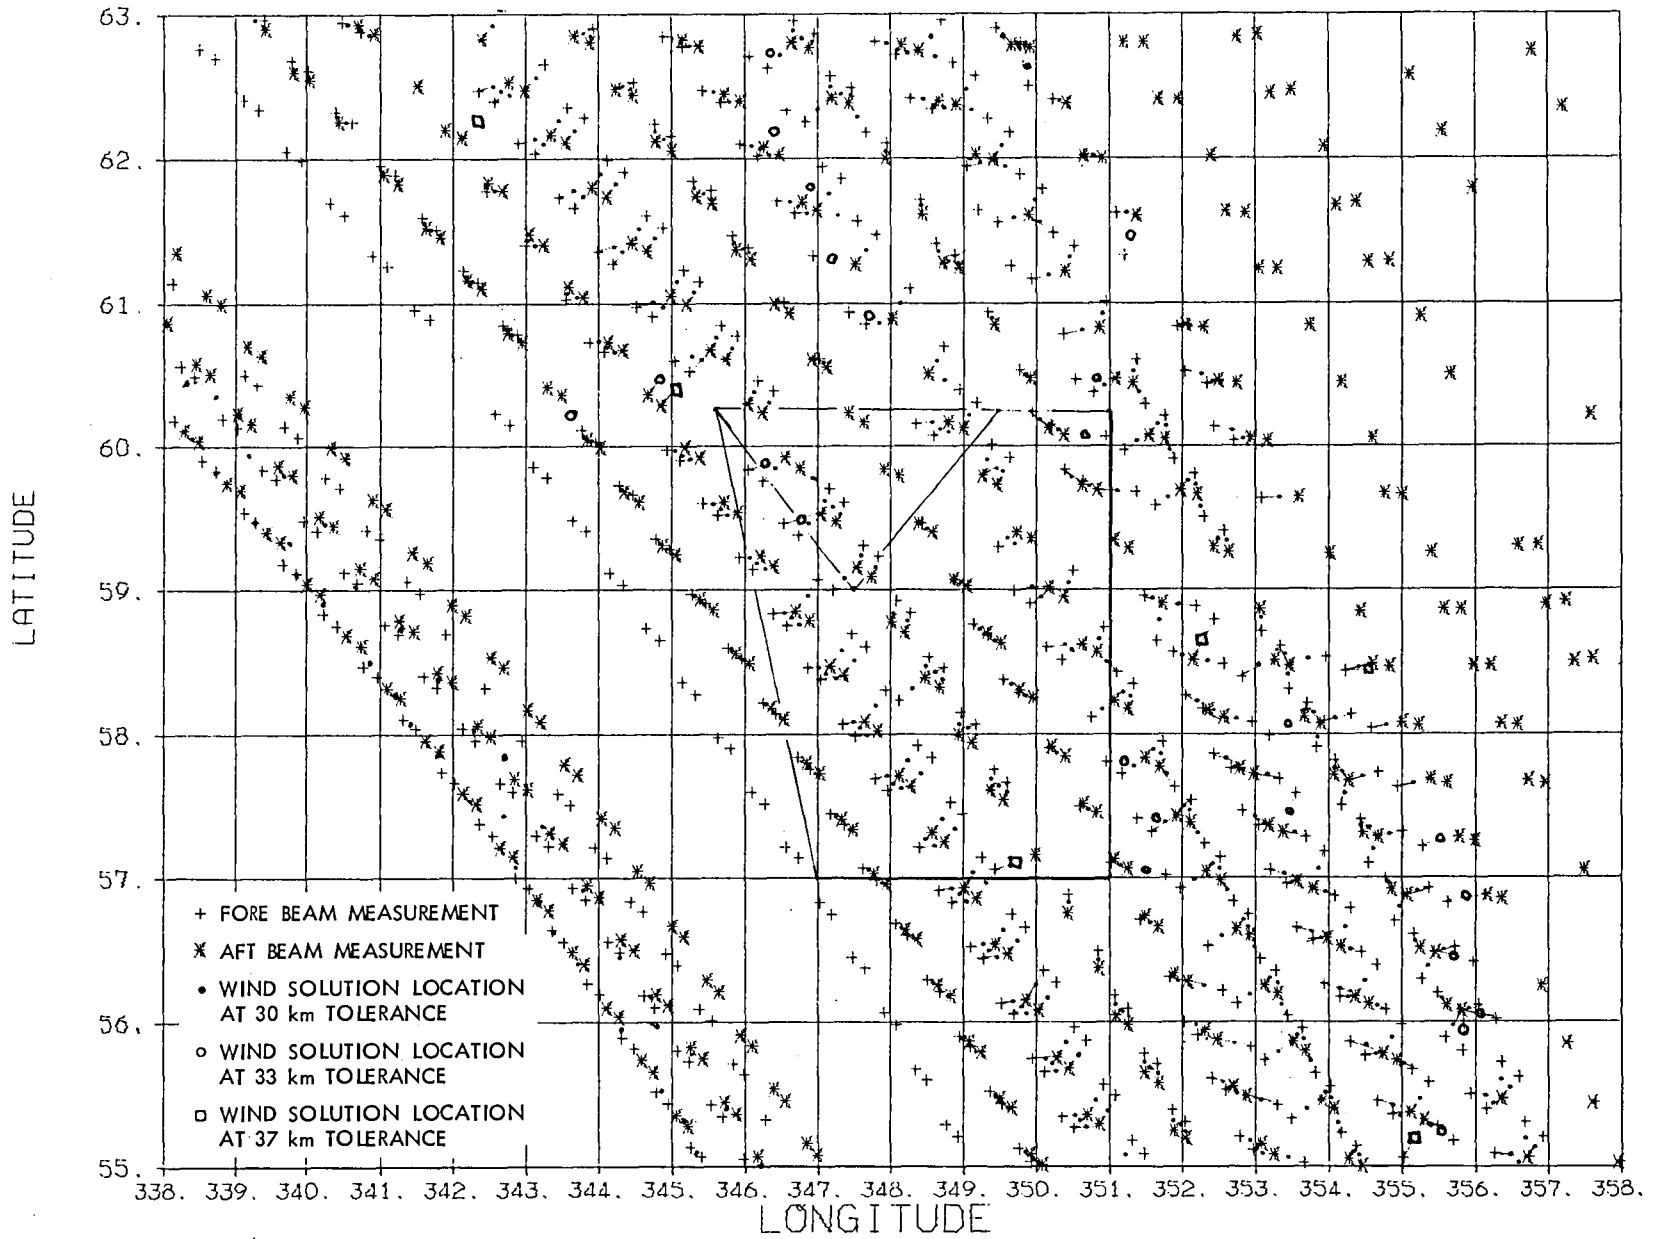 63.
62.
61.
60.
59.
58.
57.
56.
55.
LATITUDE
+ FORE BEAM MEASUREMENT
* AFT BEAM MEASUREMENT
• WIND SOLUTION LOCATION
AT 30 km TOLERANCE
○ WIND SOLUTION LOCATION
AT 33 km TOLERANCE
□ WIND SOLUTION LOCATION
AT 37 km TOLERANCE
338. 339. 340. 341. 342. 343. 344. 345. 346. 347. 348. 349. 350. 351. 352. 353. 354. 355. 356. 357. 358.
LONGITUDE